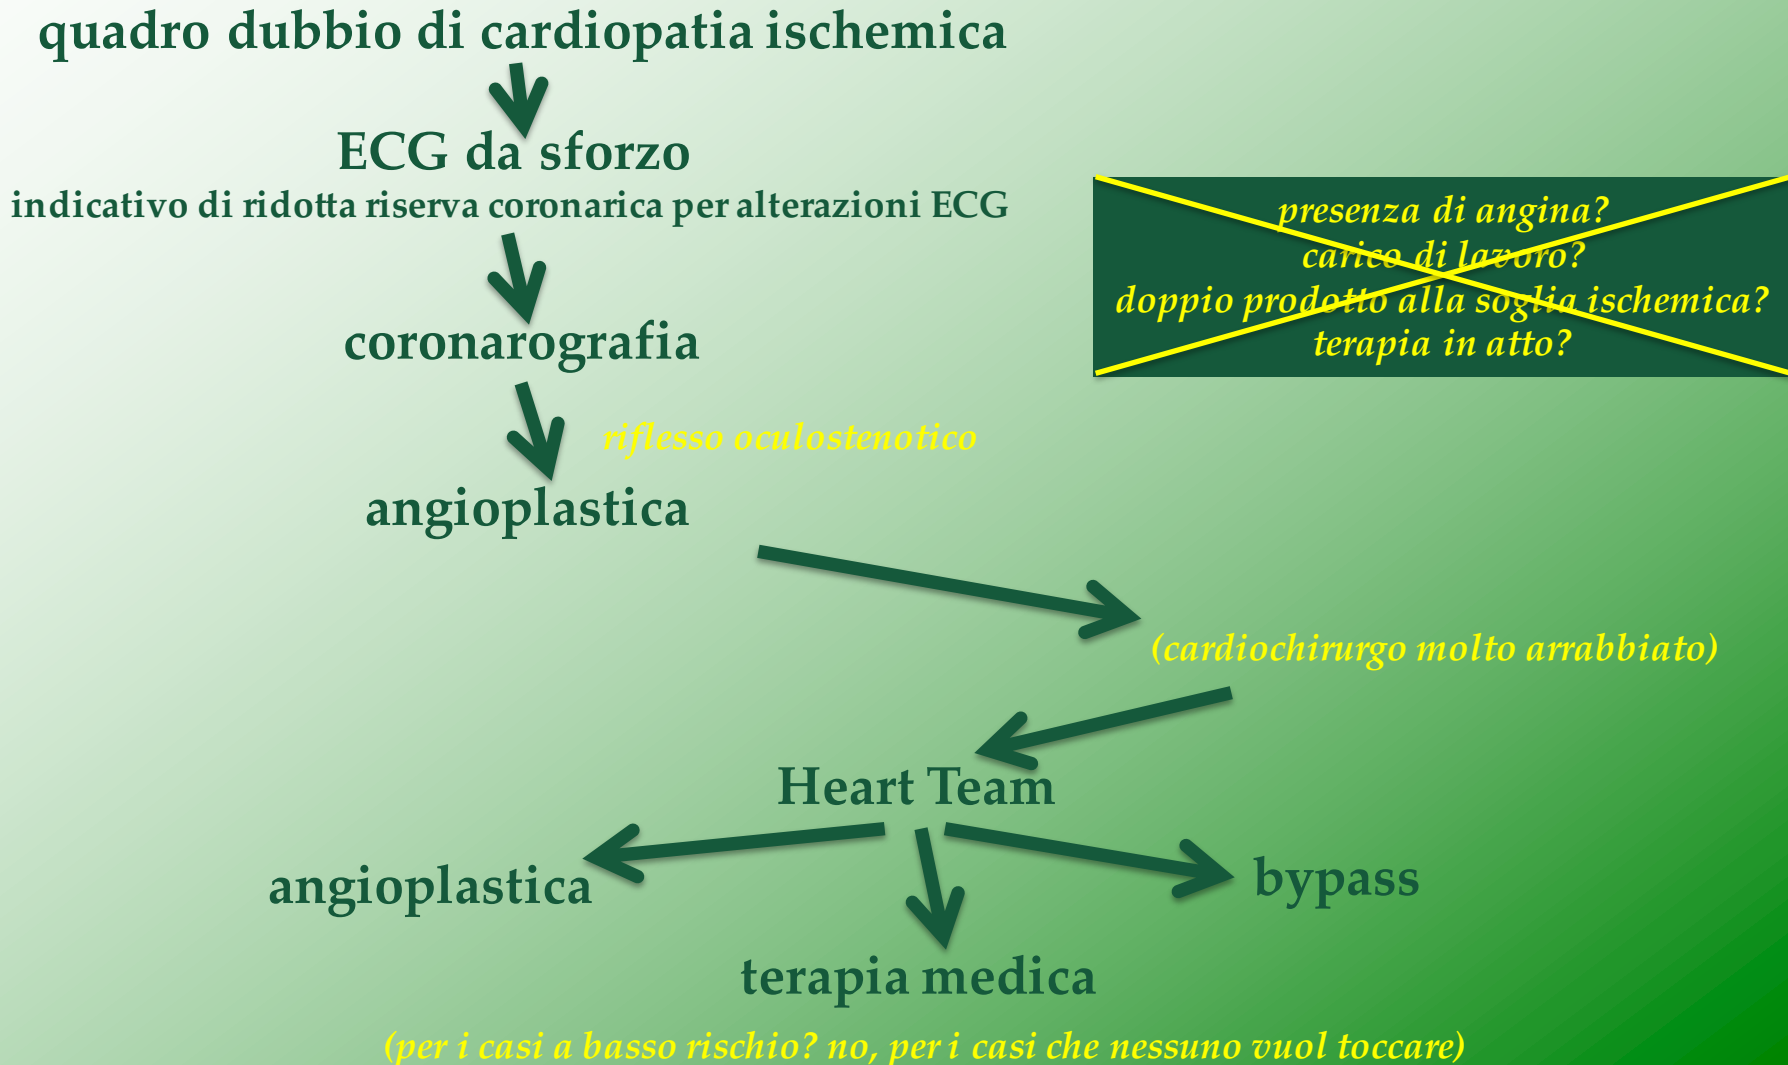 quadro dubbio di cardiopatia ischemica
ECG da sforzo
indicativo di ridotta riserva coronarica per alterazioni ECG
presenza di angina?
carico di lavoro?
doppio prodotto alla soglia ischemica?
terapia in atto?
coronarografia
riflesso oculostenotico
angioplastica
(cardiochirurgo molto arrabbiato)
Heart Team
angioplastica
bypass
terapia medica
(per i casi a basso rischio? no, per i casi che nessuno vuol toccare)